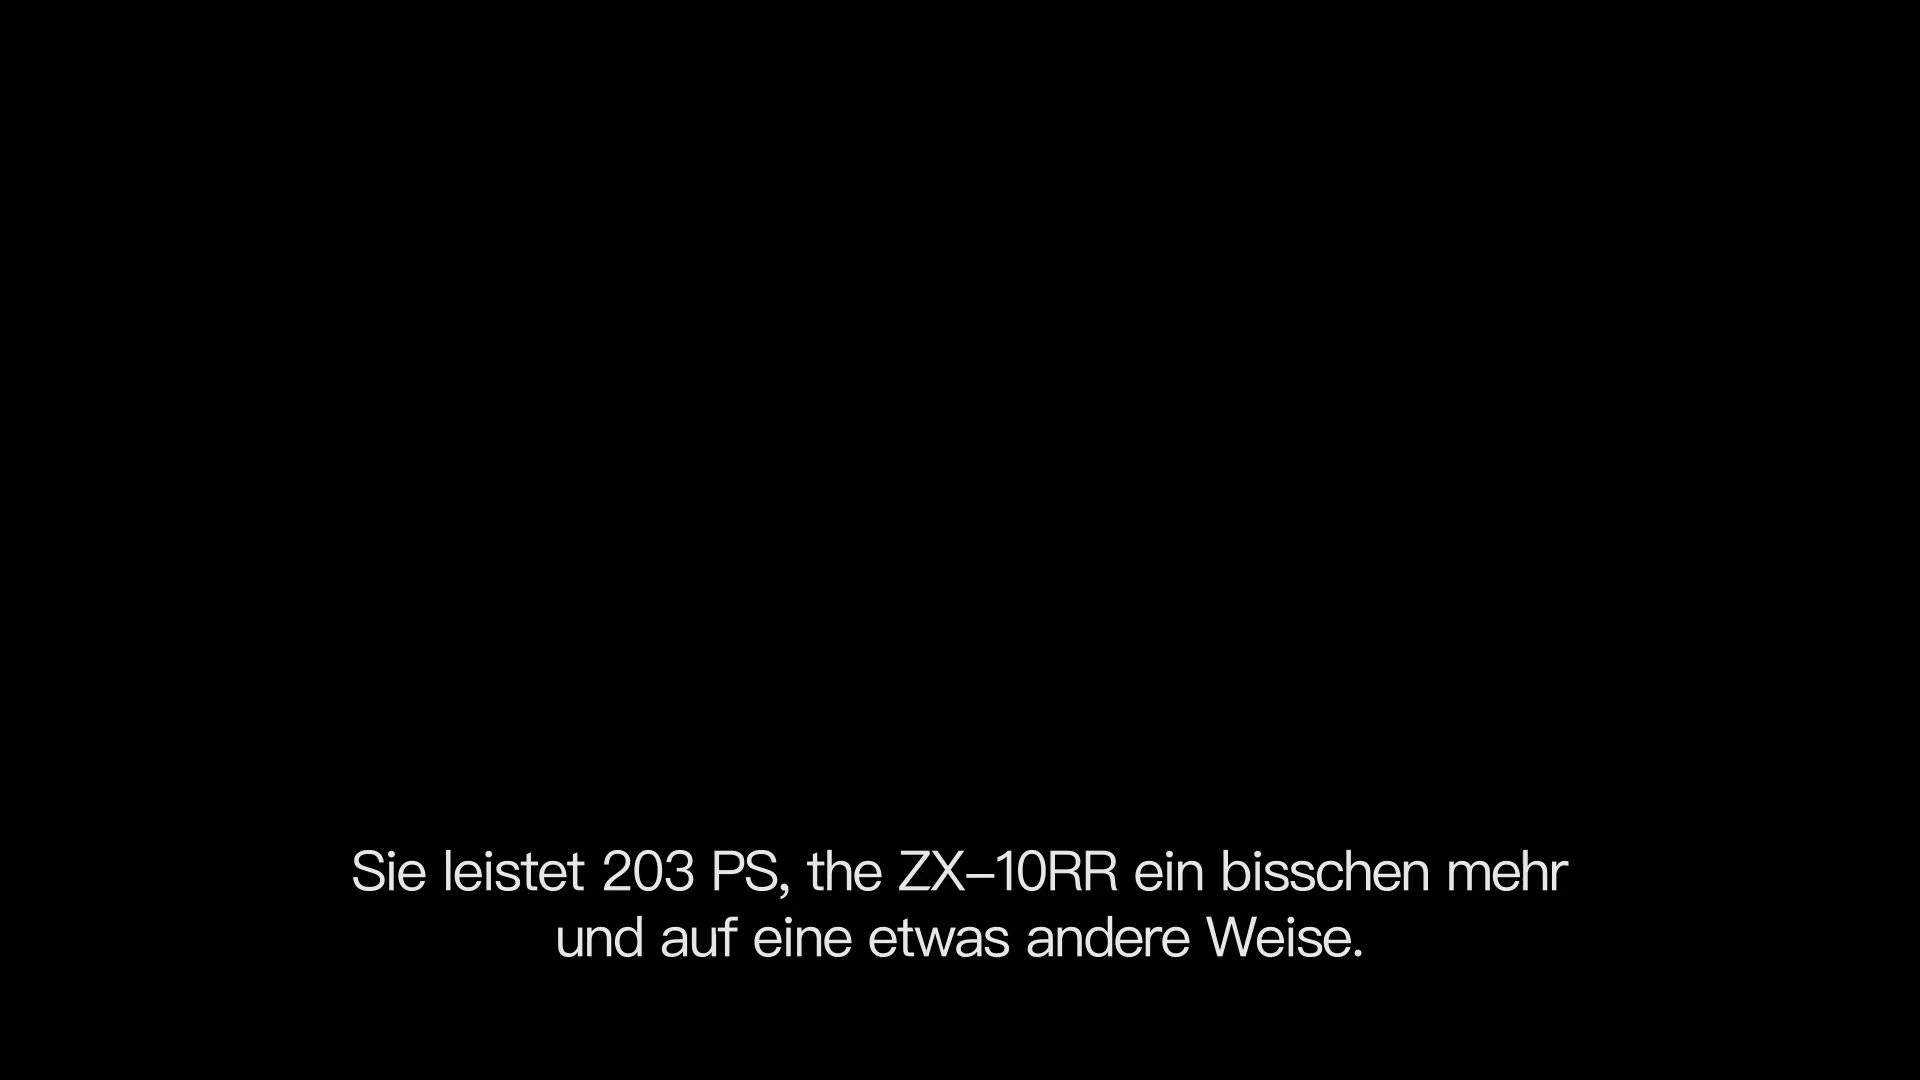 Sie leistet 203 PS, the ZX–10RR ein bisschen mehr
und auf eine etwas andere Weise.